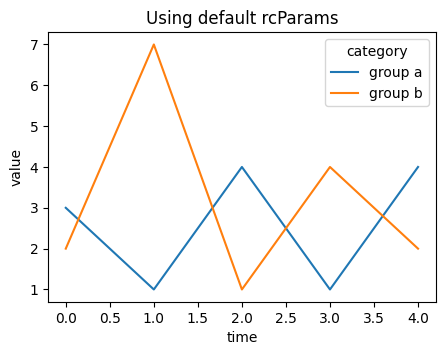 Using default rcParams
category
group a
group b
value
7
6
5
4
3
2
1
0.0 0.5 1.0 1.5 2.0 2.5 3.0 3.5 4.0
time